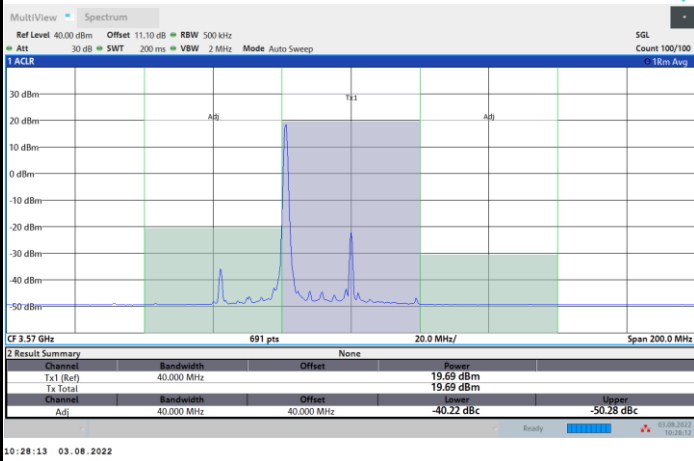 MultiView Spectrum
Ref Level 40.00 dBm Offset 11.10 dB RBW 500 kHz SGL
Att 30 dB SWT 200 ms VBW 2 MHz Mode Auto Sweep Count 100/100
1 ACLR 1Rm Avg
30 dBm
Tx1
20 dBm
Adj Adj
10 dBm
0 dBm
-10 dBm
-20 dBm
-30 dBm
-40 dBm
-50 dBm
CF 3.57 GHz 691 pts 20.0 MHz/ Span 200.0 MHz
2 Result Summary None
Channel Bandwidth Offset Power
Tx1 (Ref) 40.000 MHz 19.69 dBm
Tx Total 19.69 dBm
Channel Bandwidth Offset Lower Upper
Adj 40.000 MHz 40.000 MHz -40.22 dBc -50.28 dBc
Ready 03.08.2022
10:28:12
10:28:13 03.08.2022